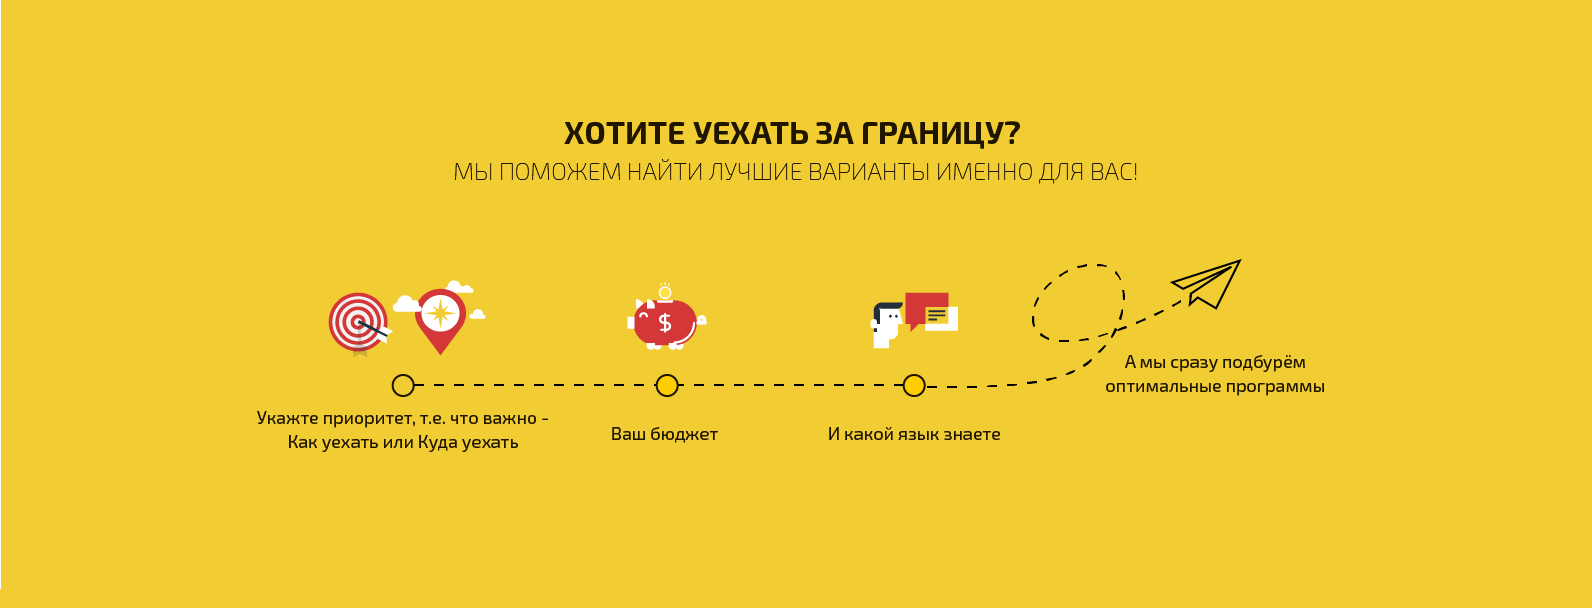 ХОТИТЕ УЕХАТЬ ЗА ГРАНИЦУ?
МЫ ПОМОЖЕМ НАЙТИ ЛУЧШИЕ ВАРИАНТЫ ИМЕННО ДЛЯ ВАС!
$
Укажте приоритет, т.е. что важно -
Как уехать или Куда уехать
Ваш бюджет
И какой язык знаете
А мы сразу подбурём
оптимальные программы